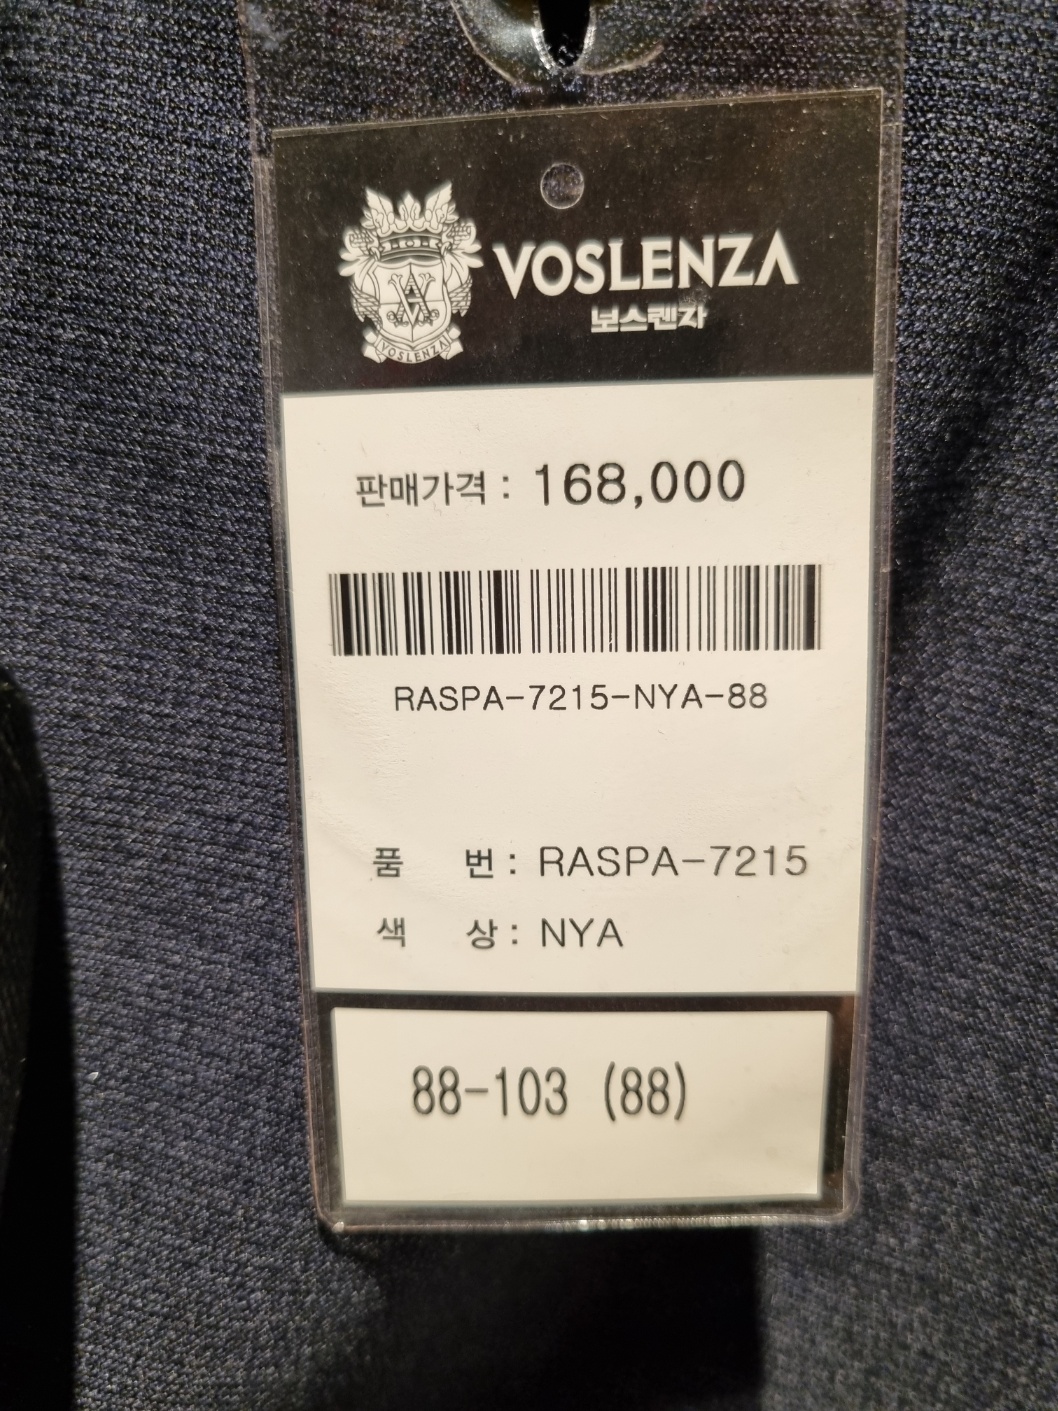 VOSLENZA
보스렌자
VOSLENZA
판매가격 : 168,000
RASPA-7215-NYA-88
품 번 : RASPA-7215
색 상 : NYA
88-103 (88)